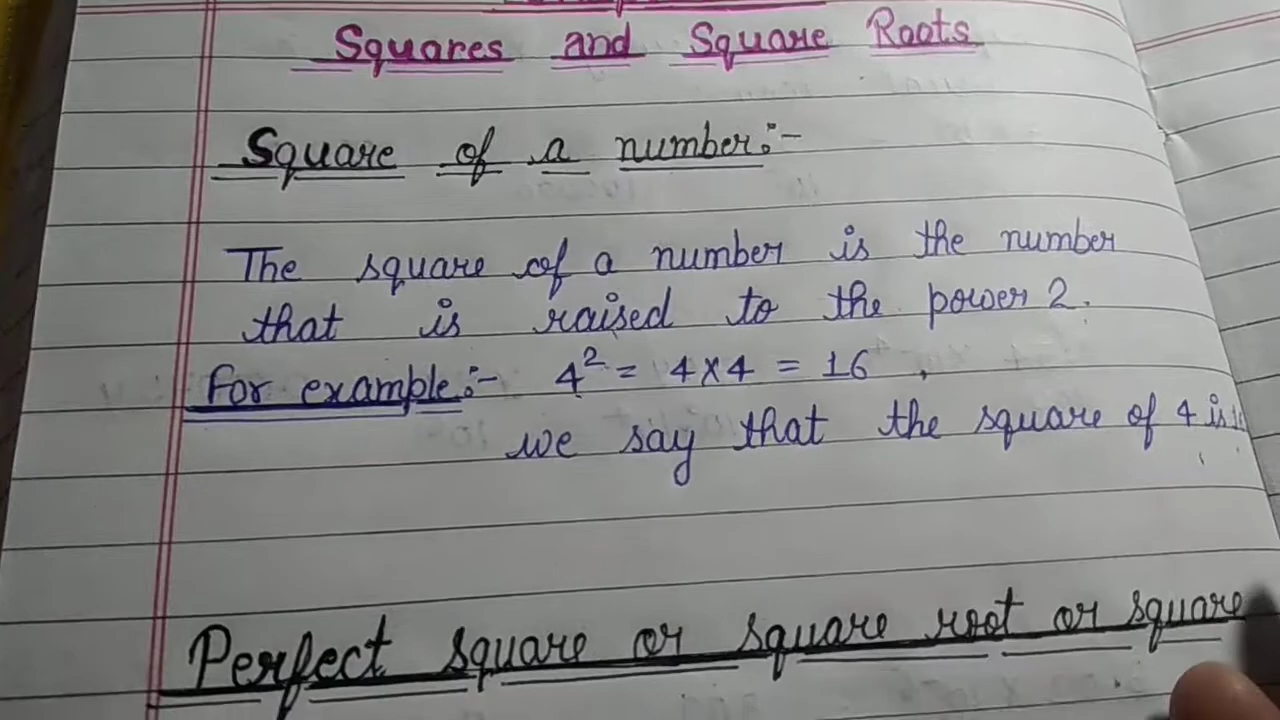 Squares and Square Roots
Square of a number:-
The square of a number is the number
that is raised to the power 2.
For example:- 4² = 4×4 = 16,
we say that the square of 4 is
Perfect square or square root or square